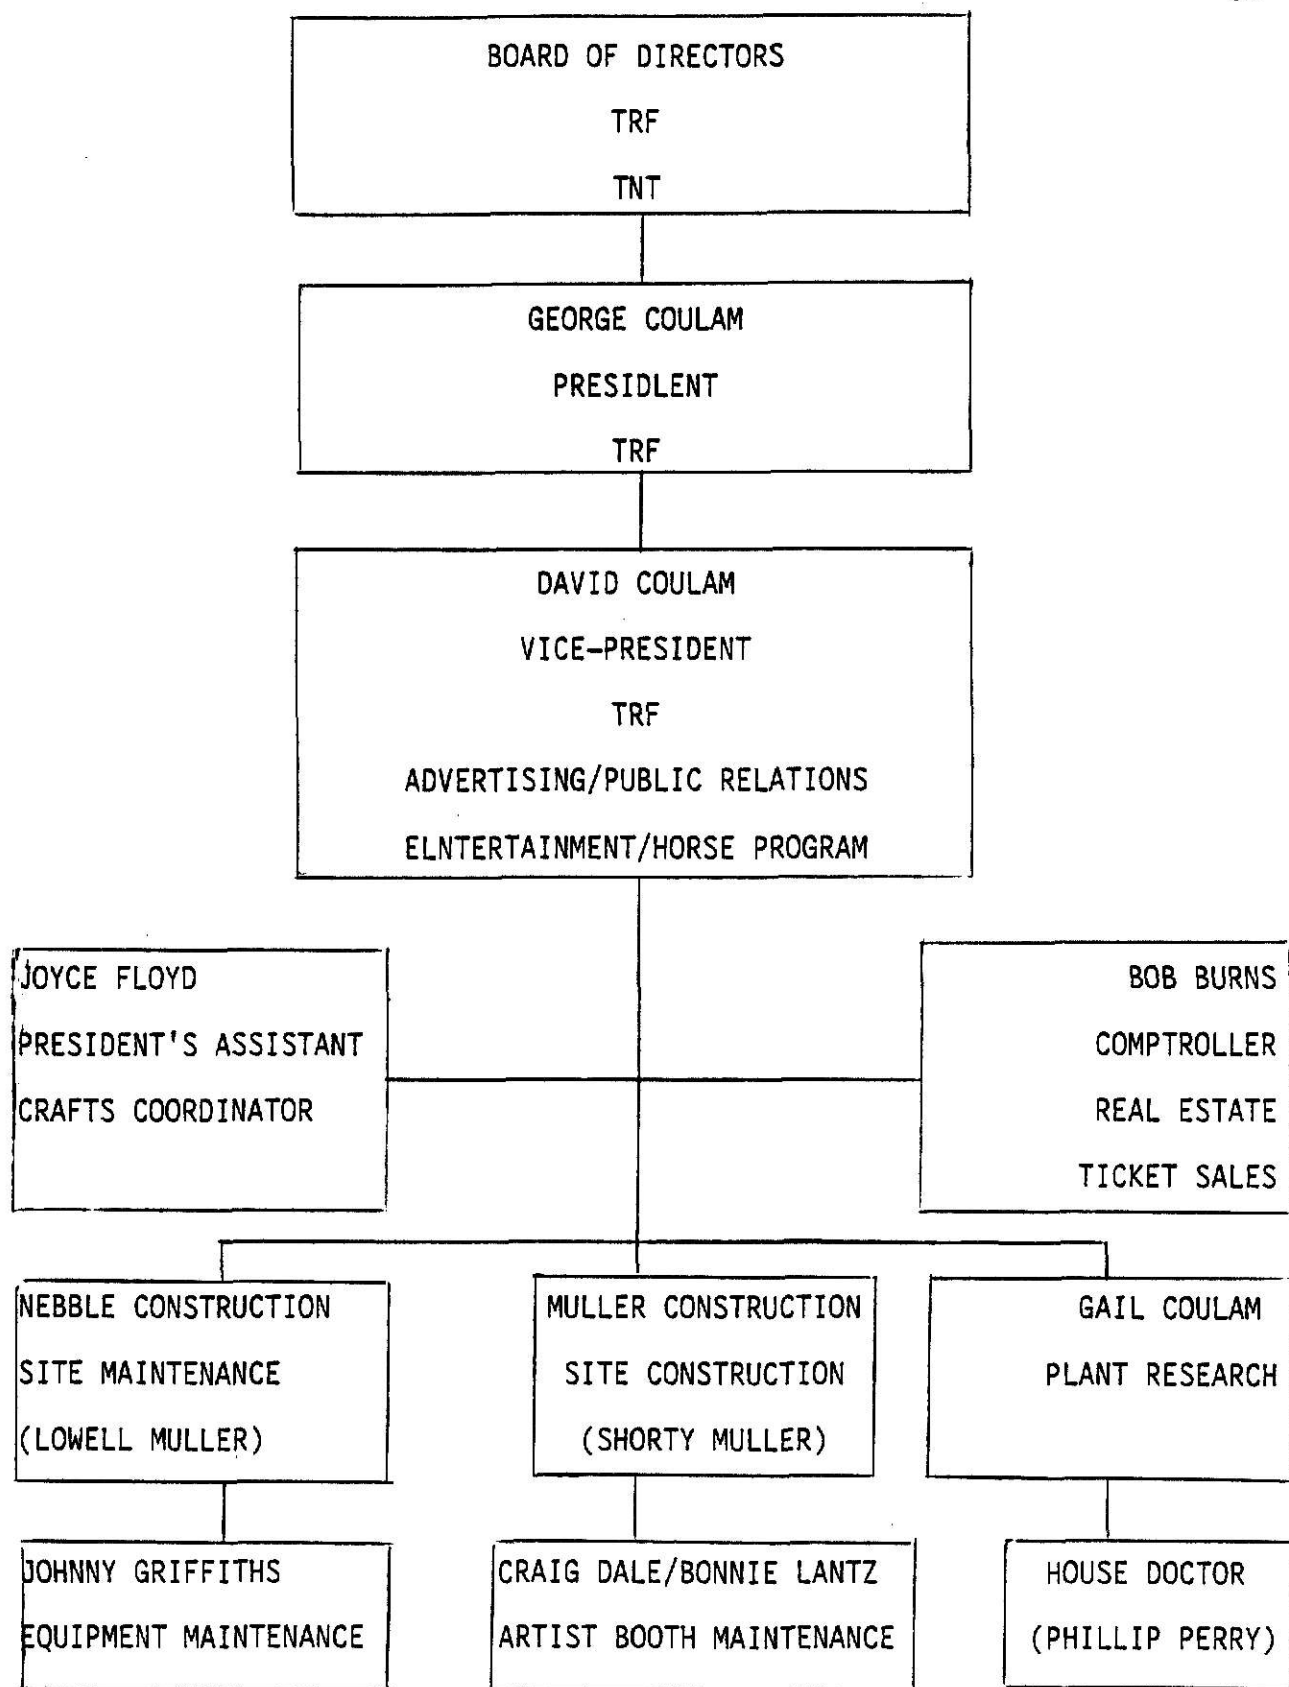 BOARD OF DIRECTORS
TRF
TNT
GEORGE COULAM
PRESIDLENT
TRF
DAVID COULAM
VICE-PRESIDENT
TRF
ADVERTISING/PUBLIC RELATIONS
ELNTERTAINMENT/HORSE PROGRAM
JOYCE FLOYD
PRESIDENT'S ASSISTANT
CRAFTS COORDINATOR
BOB BURNS
COMPTROLLER
REAL ESTATE
TICKET SALES
NEBBLE CONSTRUCTION
SITE MAINTENANCE
(LOWELL MULLER)
MULLER CONSTRUCTION
SITE CONSTRUCTION
(SHORTY MULLER)
GAIL COULAM
PLANT RESEARCH
JOHNNY GRIFFITHS
EQUIPMENT MAINTENANCE
CRAIG DALE/BONNIE LANTZ
ARTIST BOOTH MAINTENANCE
HOUSE DOCTOR
(PHILLIP PERRY)